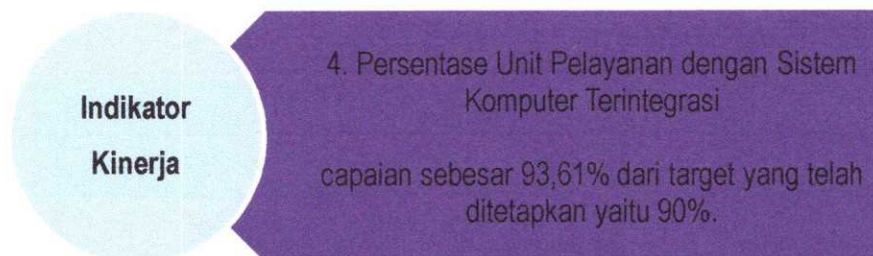 Indikator
Kinerja
4. Persentase Unit Pelayanan dengan Sistem
Komputer Terintegrasi
capaian sebesar 93,61% dari target yang telah
ditetapkan yaitu 90%.